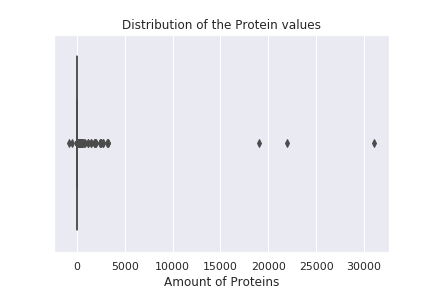 Distribution of the Protein values
0 5000 10000 15000 20000 25000 30000
Amount of Proteins